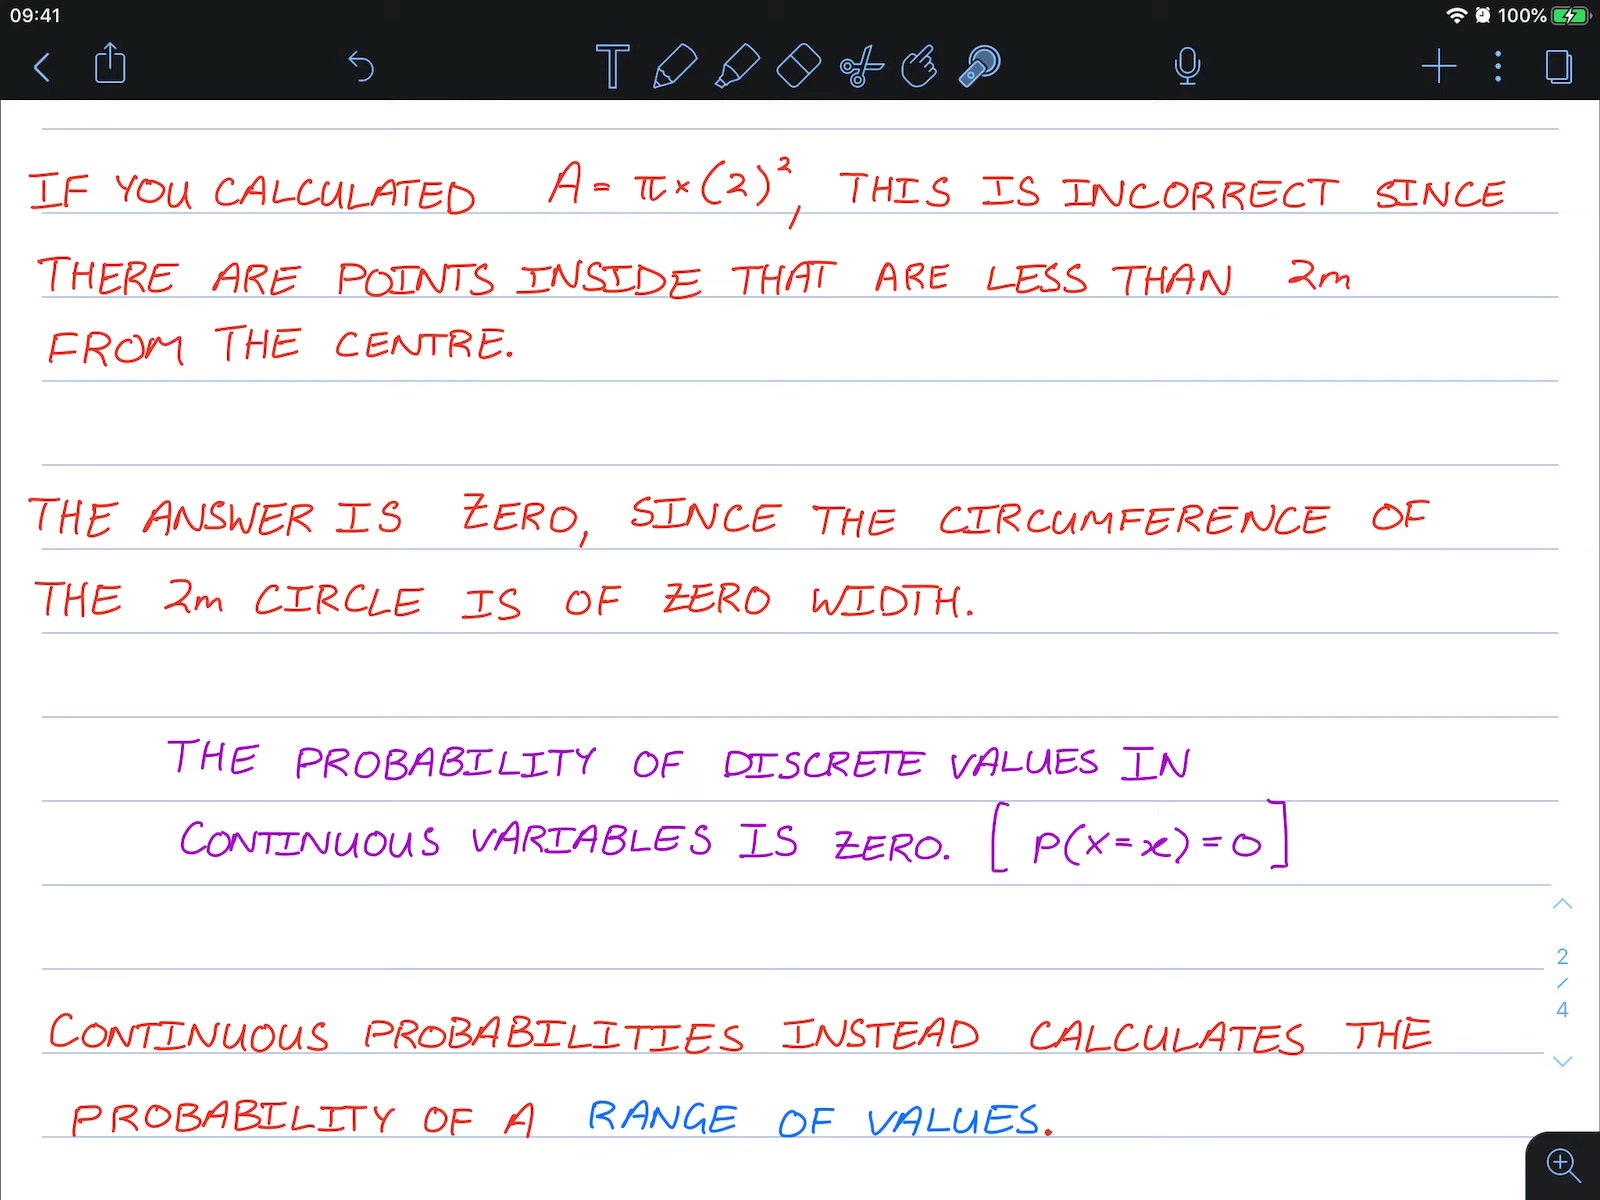 09:41
100%
IF YOU CALCULATED A = π × (2)², THIS IS INCORRECT SINCE
THERE ARE POINTS INSIDE THAT ARE LESS THAN 2m
FROM THE CENTRE.
THE ANSWER IS ZERO, SINCE THE CIRCUMFERENCE OF
THE 2m CIRCLE IS OF ZERO WIDTH.
THE PROBABILITY OF DISCRETE VALUES IN
CONTINUOUS VARIABLES IS ZERO. [P(X=x)=0]
2
/
4
CONTINUOUS PROBABILITIES INSTEAD CALCULATES THE
PROBABILITY OF A RANGE OF VALUES.